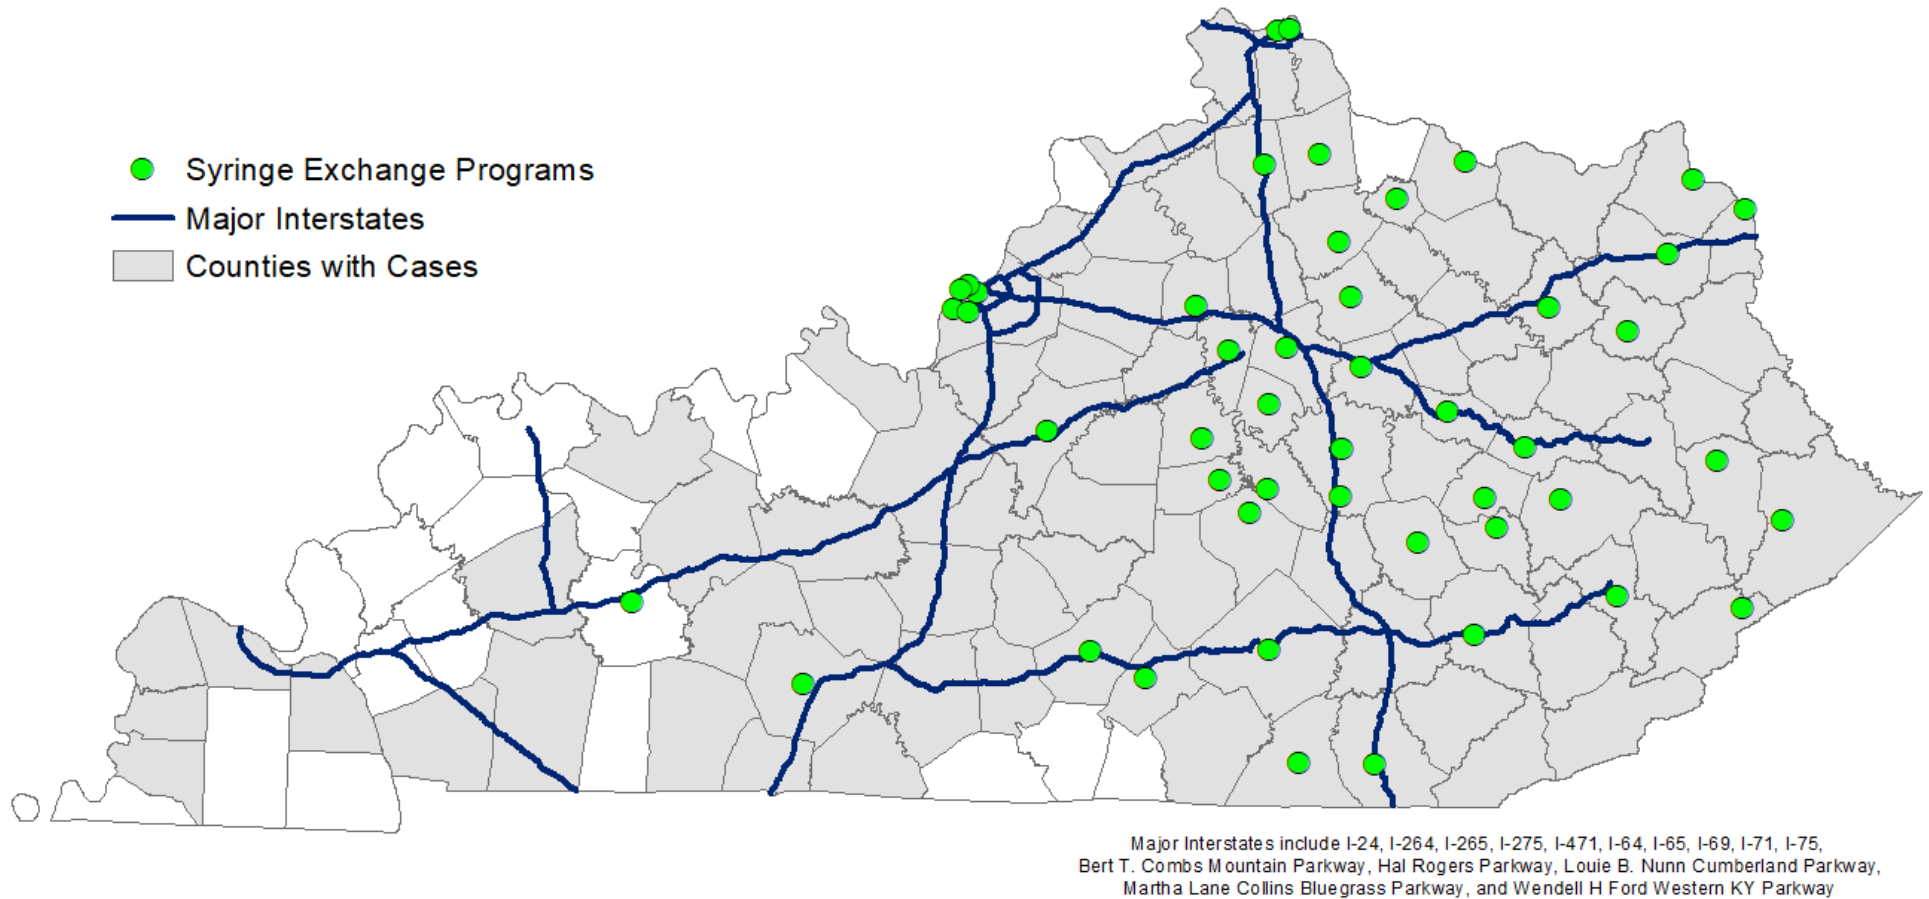 Syringe Exchange Programs
Major Interstates
Counties with Cases
Major Interstates include I-24, I-264, I-265, I-275, I-471, I-64, I-65, I-69, I-71, I-75,
Bert T. Combs Mountain Parkway, Hal Rogers Parkway, Louie B. Nunn Cumberland Parkway,
Martha Lane Collins Bluegrass Parkway, and Wendell H Ford Western KY Parkway